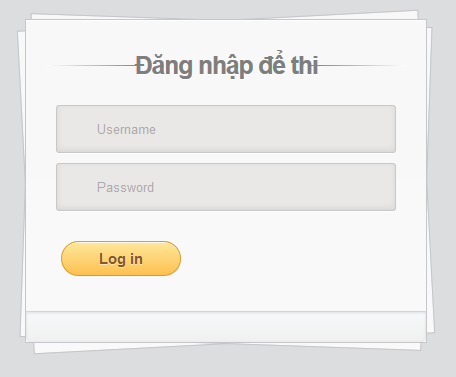 Đăng nhập để thi
Username
Password
Log in